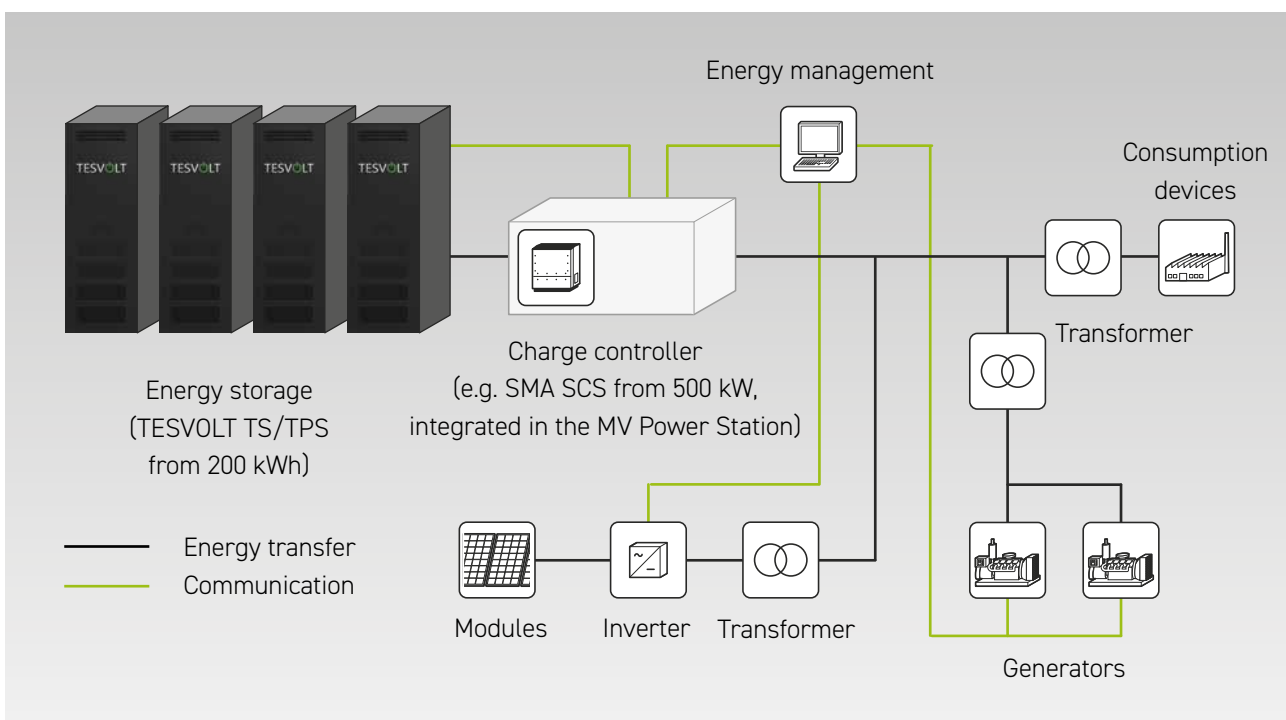 Energy management
TESVOLT TESVOLT TESVOLT TESVOLT
Consumption
devices
Transformer
Charge controller
(e.g. SMA SCS from 500 kW,
integrated in the MV Power Station)
Energy storage
(TESVOLT TS/TPS
from 200 kWh)
Energy transfer
Communication
Modules
Inverter
Transformer
Generators